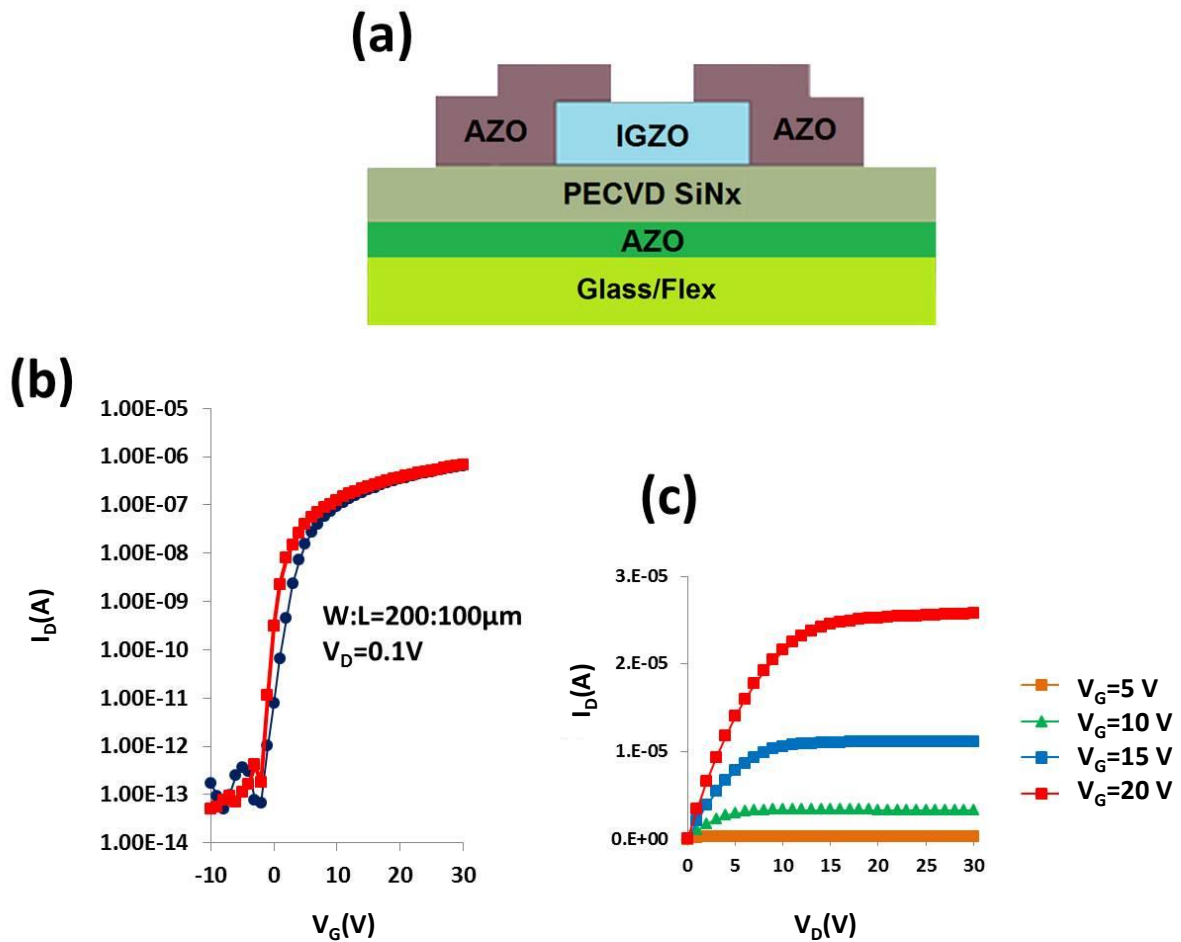 (a)
AZO
IGZO
AZO
PECVD SiNx
AZO
Glass/Flex
(b)
1.00E-05
1.00E-06
1.00E-07
1.00E-08
1.00E-09
1.00E-10
1.00E-11
1.00E-12
1.00E-13
1.00E-14
I_D(A)
W:L=200:100μm
V_D=0.1V
-10
0
10
20
30
V_G(V)
(c)
3.E-05
2.E-05
1.E-05
0.E+00
I_D(A)
0
5
10
15
20
25
30
V_D(V)
V_G=5 V
V_G=10 V
V_G=15 V
V_G=20 V